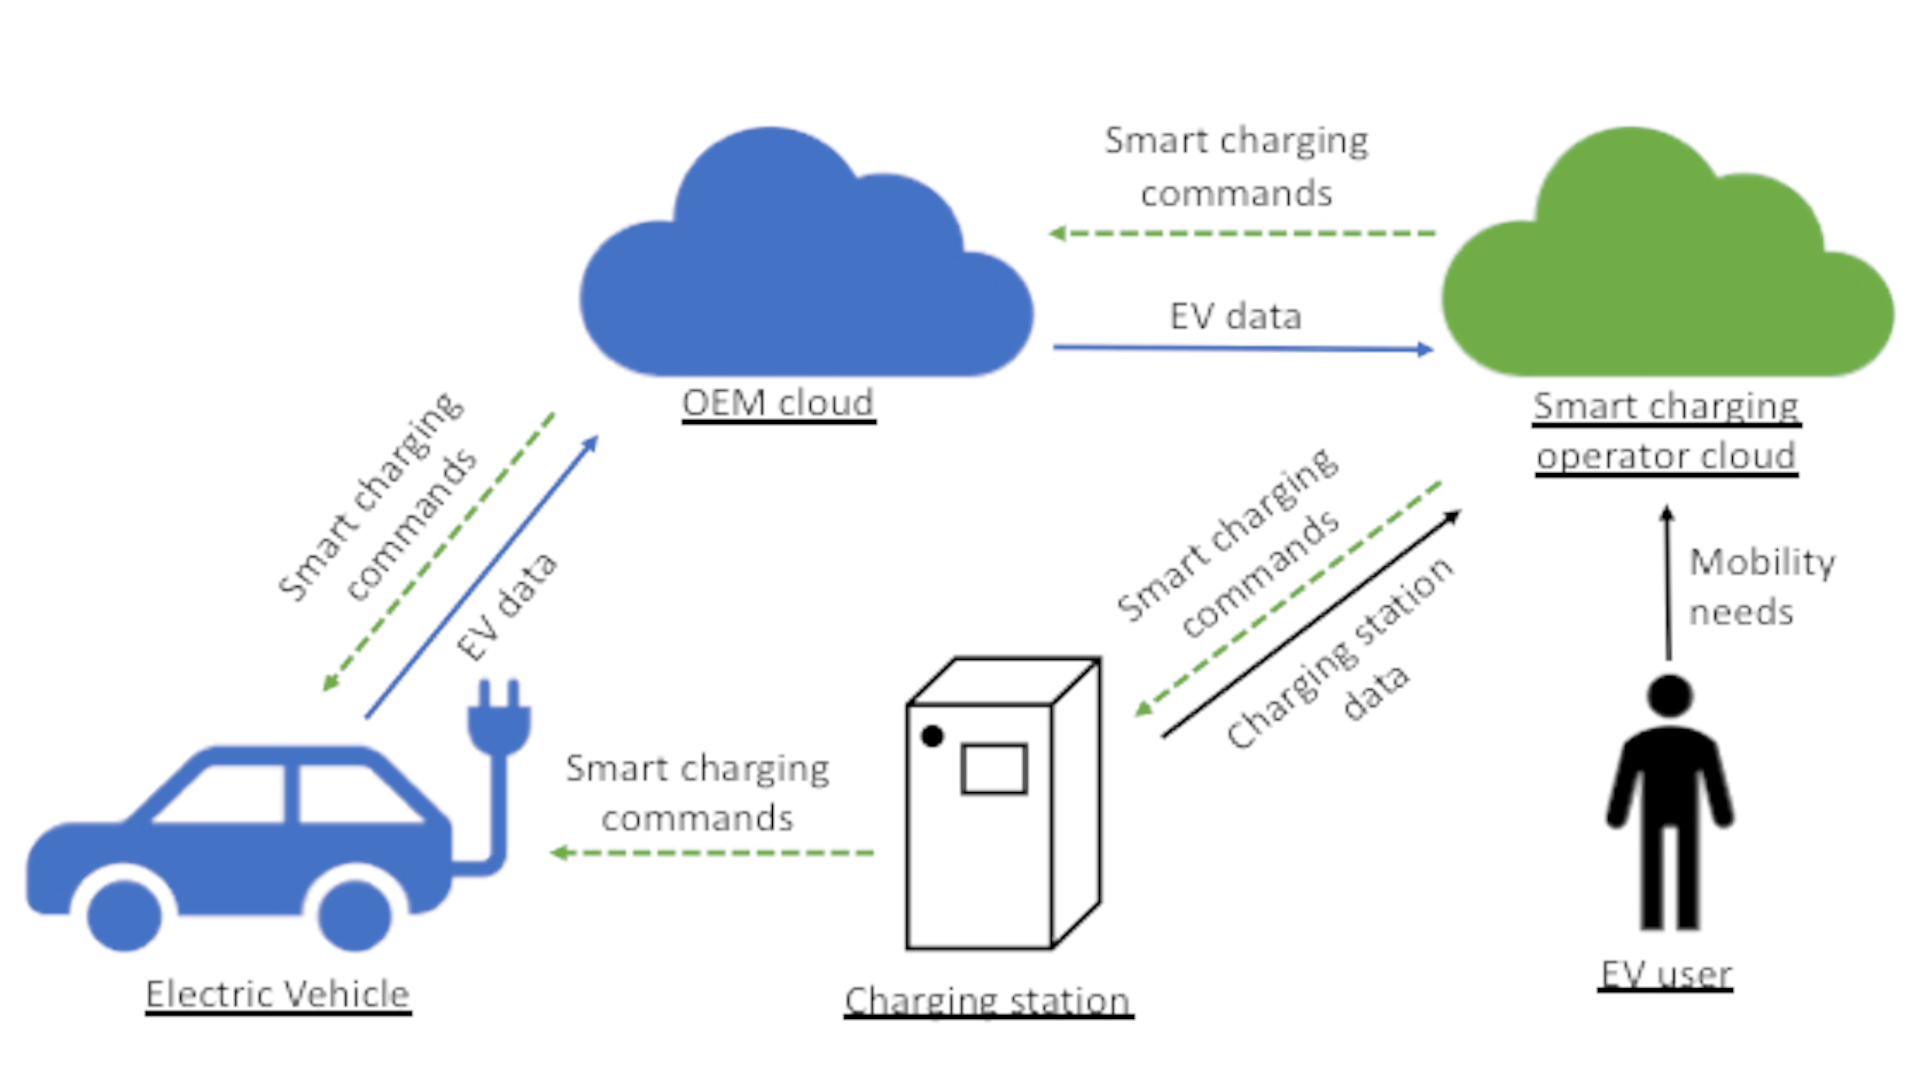 Smart charging
commands
EV data
OEM cloud
Smart charging
operator cloud
Smart charging
commands
EV data
Smart charging
commands
Charging station
data
Mobility
needs
Smart charging
commands
Electric Vehicle
Charging station
EV user